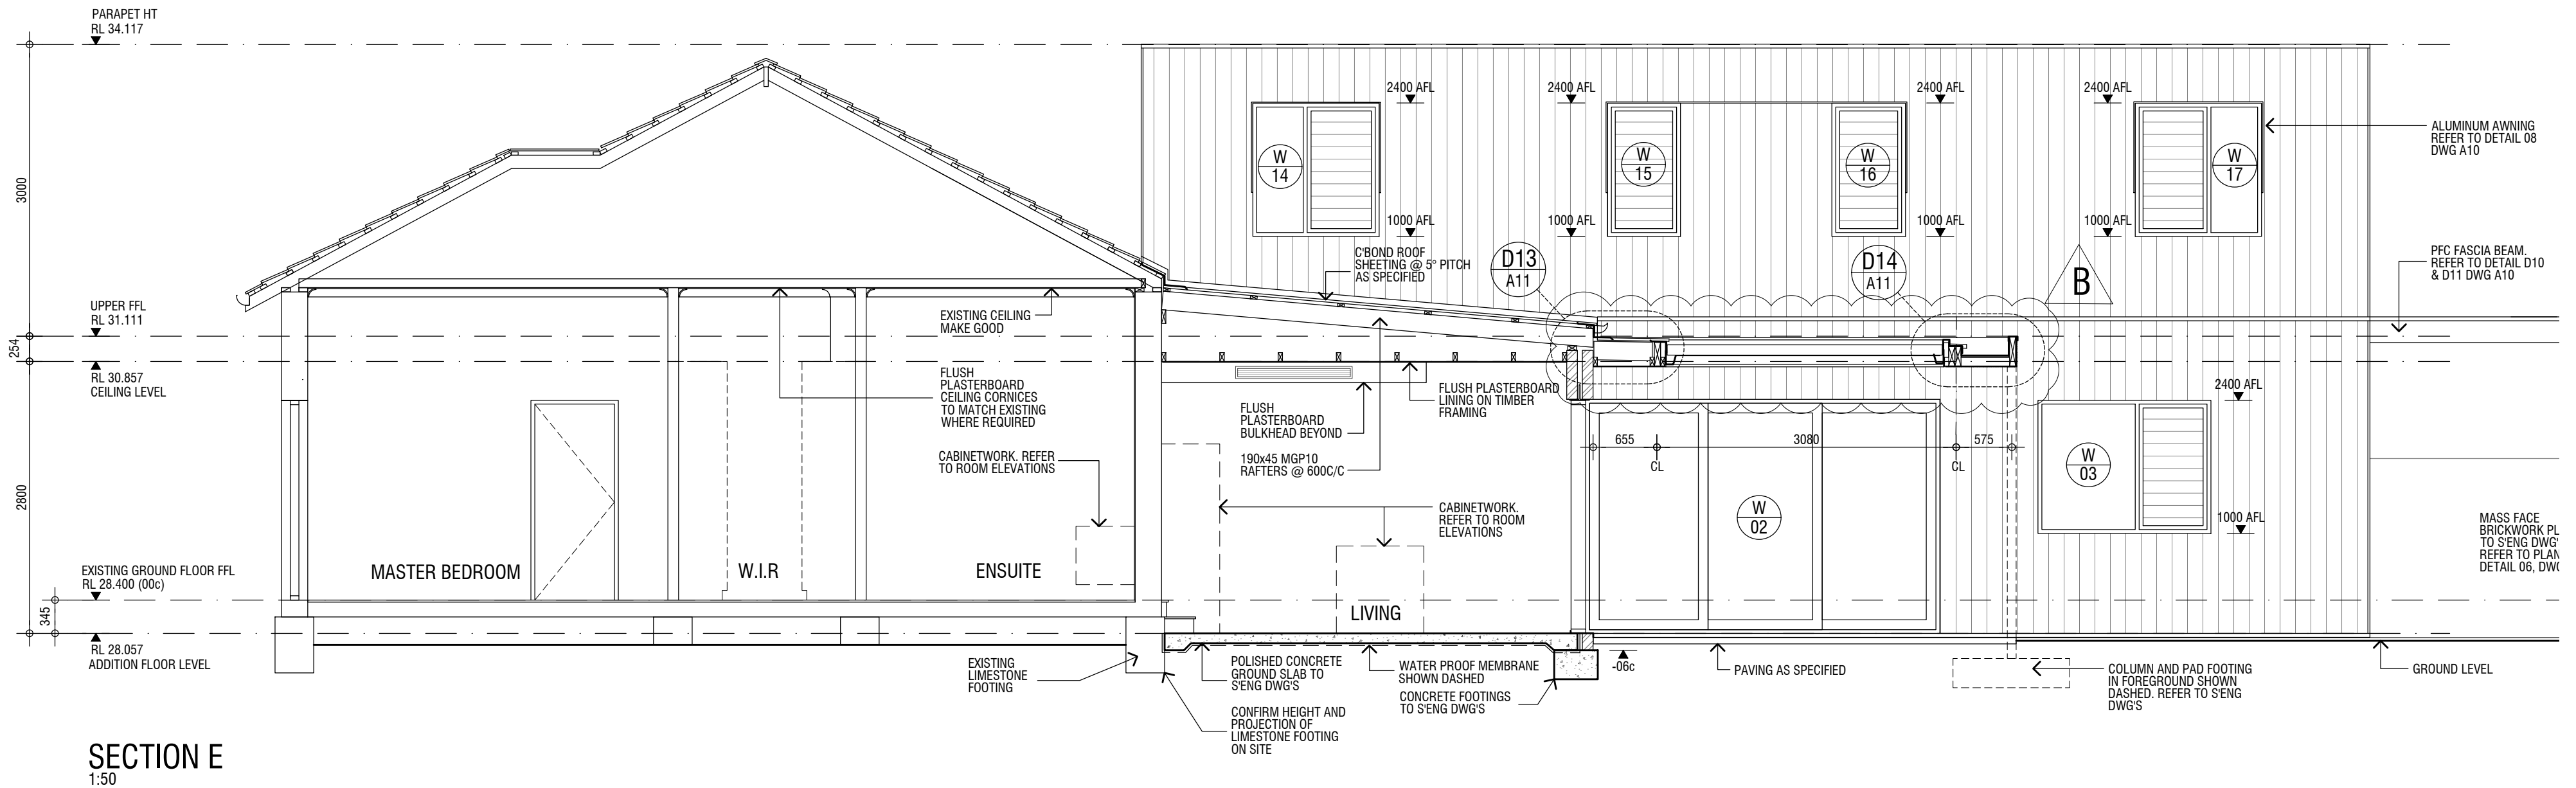 PARAPET HT
RL 34.117
3000
UPPER FFL
RL 31.111
254
RL 30.857
CEILING LEVEL
2800
EXISTING GROUND FLOOR FFL
RL 28.400 (00c)
345
RL 28.057
ADDITION FLOOR LEVEL
SECTION E
1:50
MASTER BEDROOM
W.I.R
ENSUITE
LIVING
EXISTING CEILING
MAKE GOOD
FLUSH
PLASTERBOARD
CEILING CORNICES
TO MATCH EXISTING
WHERE REQUIRED
CABINETWORK. REFER
TO ROOM ELEVATIONS
EXISTING
LIMESTONE
FOOTING
2400 AFL
2400 AFL
2400 AFL
2400 AFL
W
14
W
15
W
16
W
17
1000 AFL
1000 AFL
1000 AFL
1000 AFL
C'BOND ROOF
SHEETING @ 5° PITCH
AS SPECIFIED
D13
A11
D14
A11
B
FLUSH
PLASTERBOARD
BULKHEAD BEYOND
190x45 MGP10
RAFTERS @ 600C/C
FLUSH PLASTERBOARD
LINING ON TIMBER
FRAMING
CABINETWORK.
REFER TO ROOM
ELEVATIONS
655
3080
575
CL
CL
W
02
W
03
2400 AFL
1000 AFL
POLISHED CONCRETE
GROUND SLAB TO
S'ENG DWG'S
CONFIRM HEIGHT AND
PROJECTION OF
LIMESTONE FOOTING
ON SITE
WATER PROOF MEMBRANE
SHOWN DASHED
CONCRETE FOOTINGS
TO S'ENG DWG'S
-06c
PAVING AS SPECIFIED
COLUMN AND PAD FOOTING
IN FOREGROUND SHOWN
DASHED. REFER TO S'ENG
DWG'S
GROUND LEVEL
ALUMINUM AWNING
REFER TO DETAIL 08
DWG A10
PFC FASCIA BEAM.
REFER TO DETAIL D10
& D11 DWG A10
MASS FACE
BRICKWORK PL
TO S'ENG DWG'
REFER TO PLAN
DETAIL 06, DWG